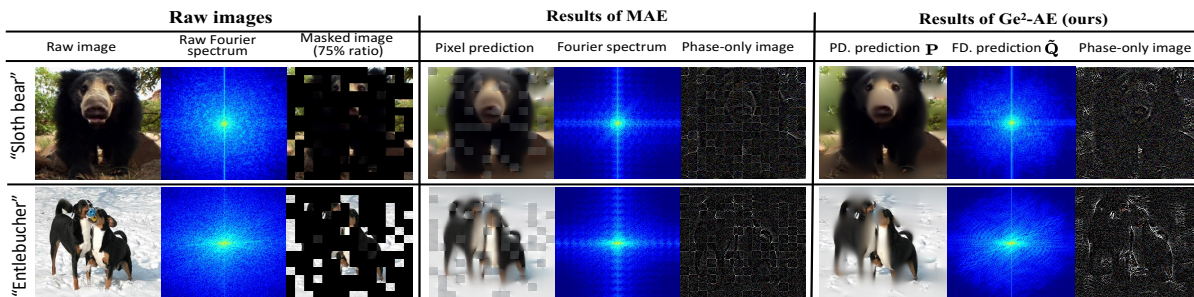 Raw images
Results of MAE
Results of Ge²-AE (ours)
Raw image
Raw Fourier spectrum
Masked image (75% ratio)
Pixel prediction
Fourier spectrum
Phase-only image
PD. prediction P
FD. prediction Q̃
Phase-only image
"Sloth bear"
"Entlebucher"